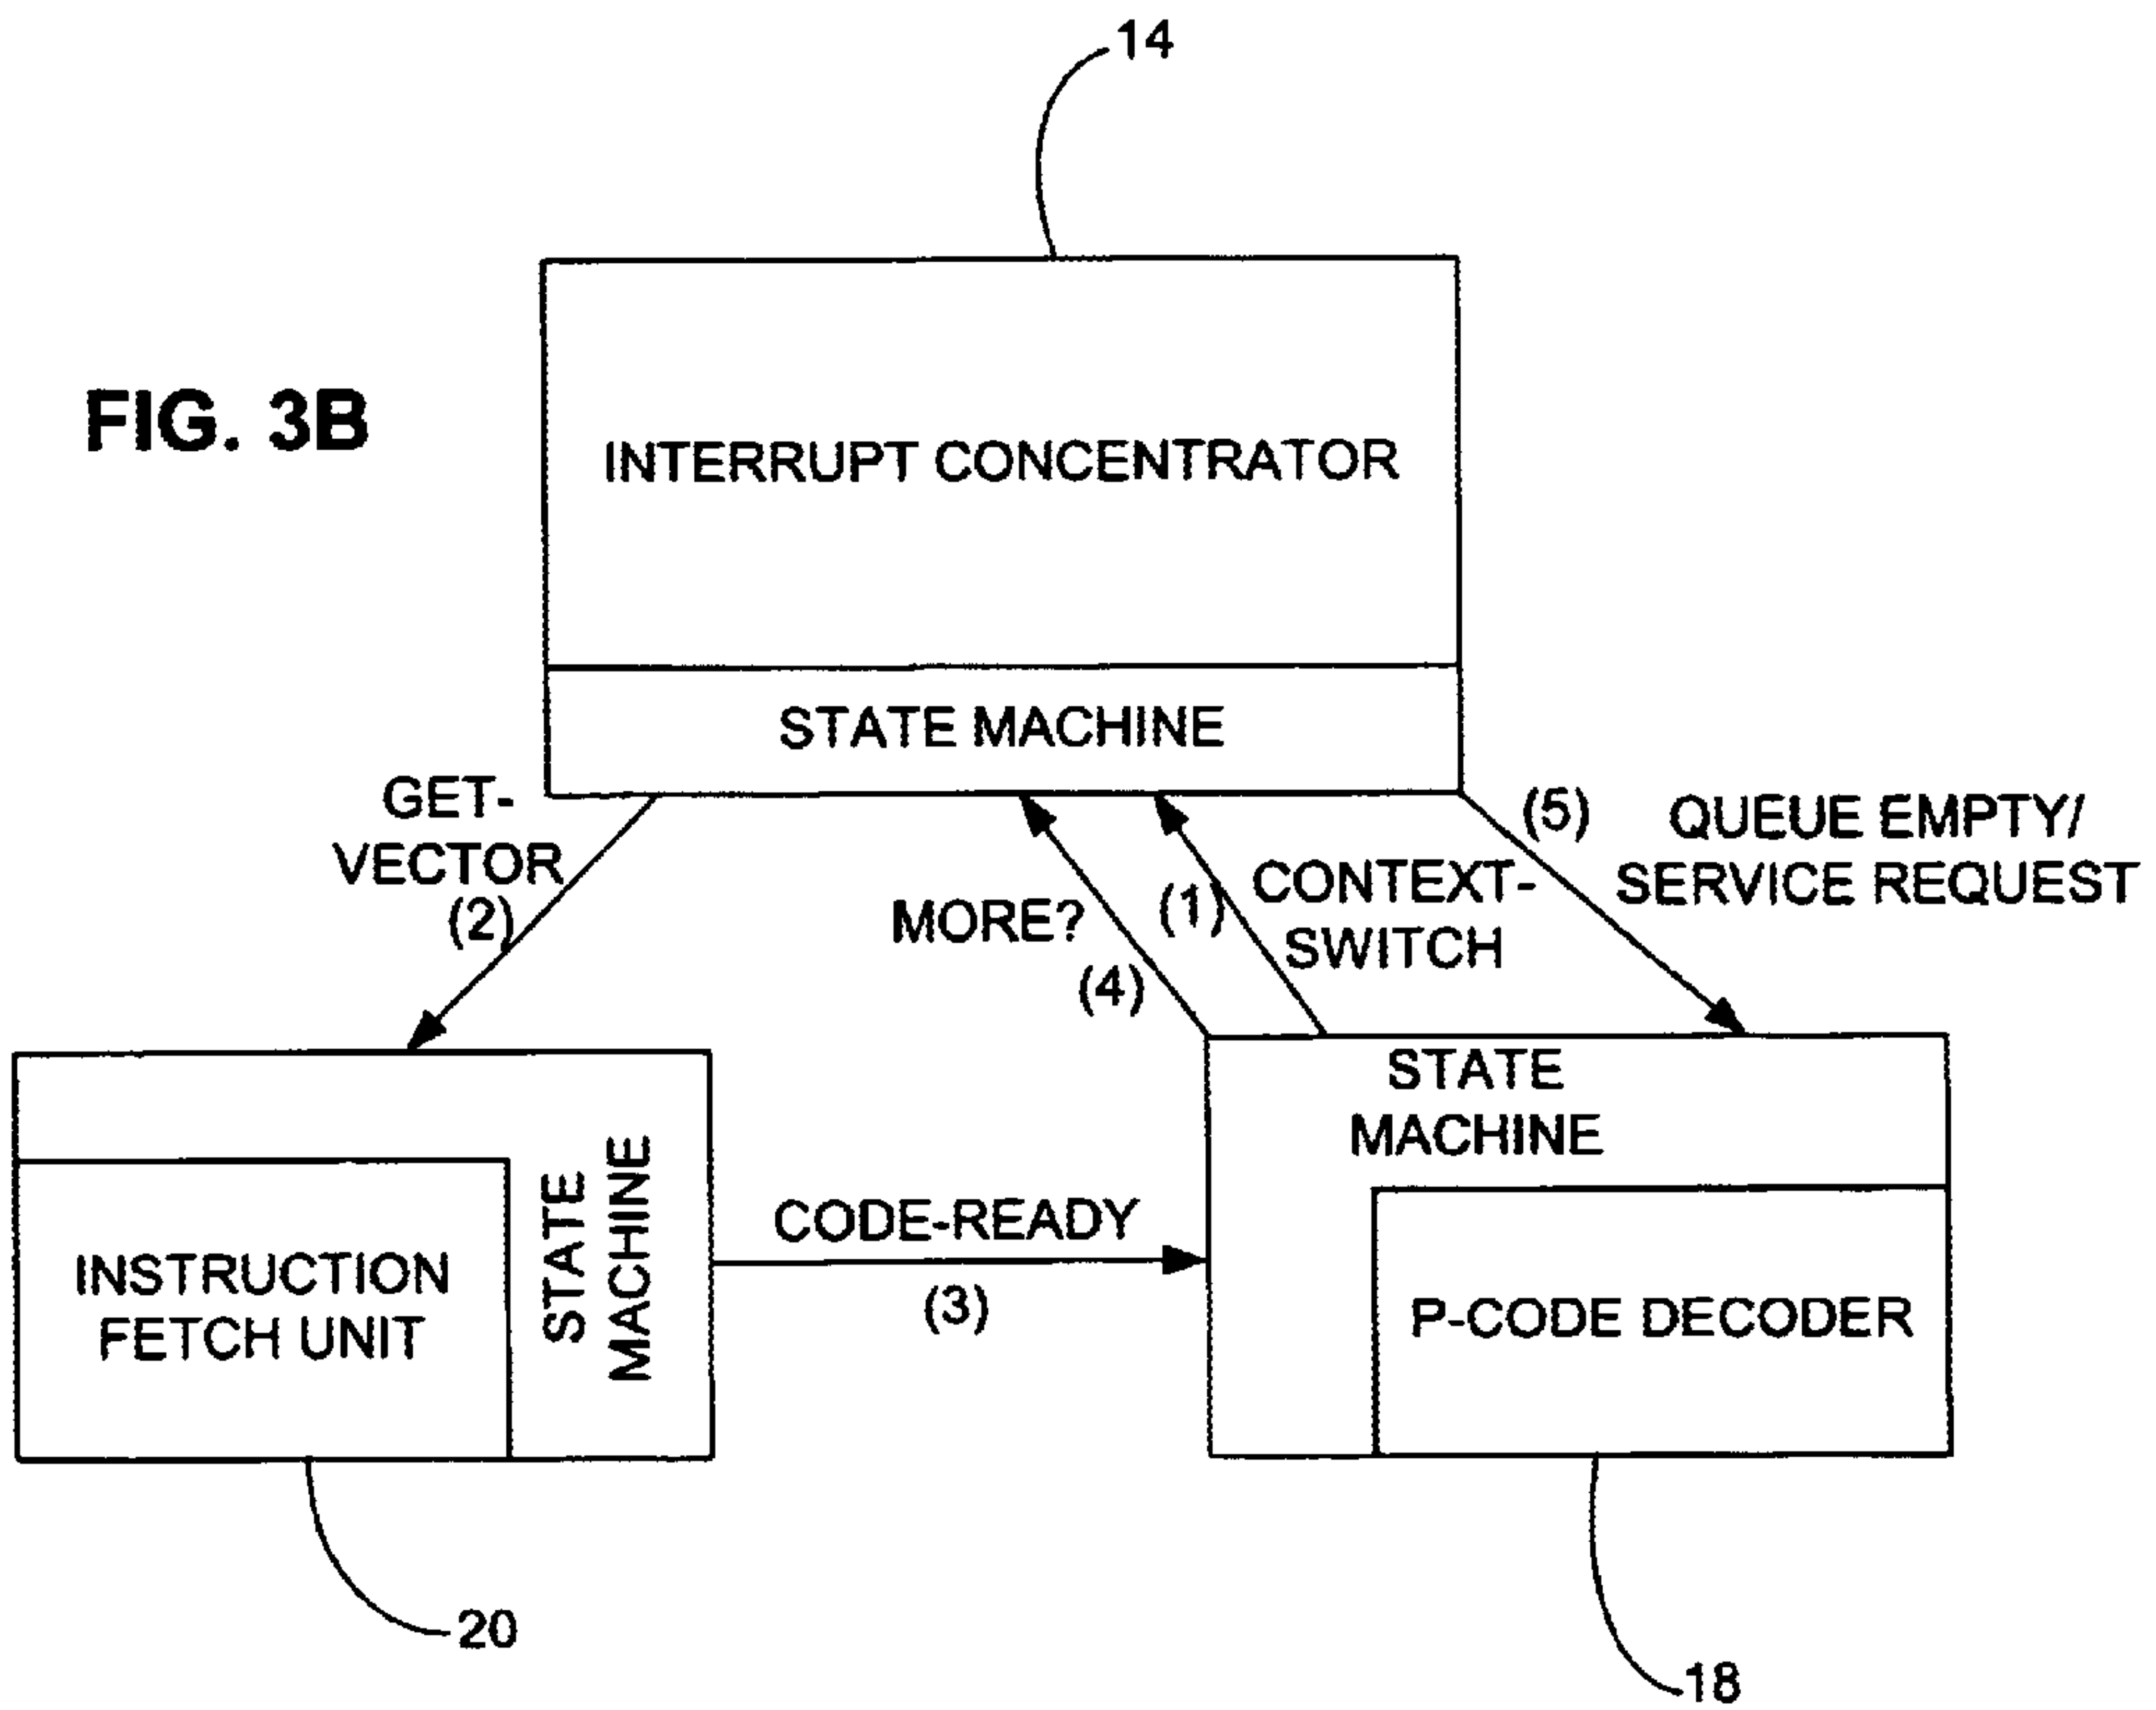 14
FIG. 3B
INTERRUPT CONCENTRATOR
STATE MACHINE
GET-
VECTOR
(2)
MORE?
(4)
(1)
CONTEXT-
SWITCH
(5)
QUEUE EMPTY/
SERVICE REQUEST
INSTRUCTION
FETCH UNIT
STATE
MACHINE
CODE-READY
(3)
STATE
MACHINE
P-CODE DECODER
20
18